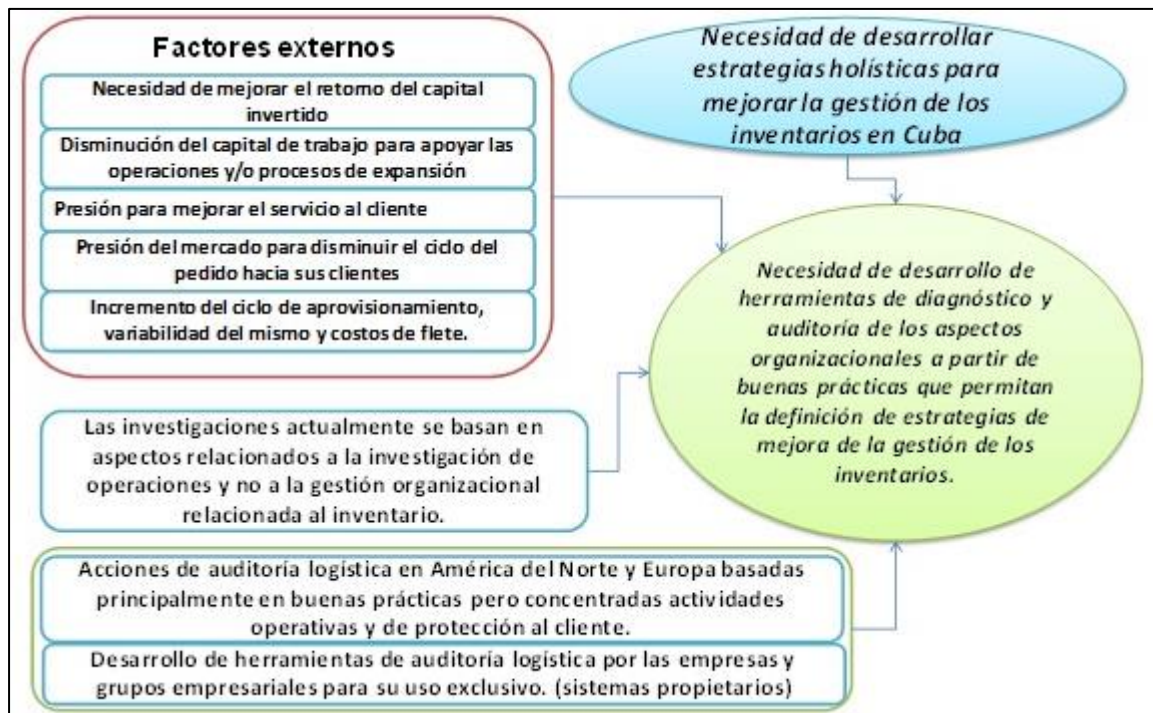 Factores externos
Necesidad de mejorar el retorno del capital
invertido
Disminución del capital de trabajo para apoyar las
operaciones y/o procesos de expansión
Presión para mejorar el servicio al cliente
Presión del mercado para disminuir el ciclo del
pedido hacia sus clientes
Incremento del ciclo de aprovisionamiento,
variabilidad del mismo y costos de flete.
Necesidad de desarrollar
estrategias holísticas para
mejorar la gestión de los
inventarios en Cuba
Necesidad de desarrollo de
herramientas de diagnóstico y
auditoría de los aspectos
organizacionales a partir de
buenas prácticas que permitan
la definición de estrategias de
mejora de la gestión de los
inventarios.
Las investigaciones actualmente se basan en
aspectos relacionados a la investigación de
operaciones y no a la gestión organizacional
relacionada al inventario.
Acciones de auditoría logística en América del Norte y Europa basadas
principalmente en buenas prácticas pero concentradas actividades
operativas y de protección al cliente.
Desarrollo de herramientas de auditoría logística por las empresas y
grupos empresariales para su uso exclusivo. (sistemas propietarios)